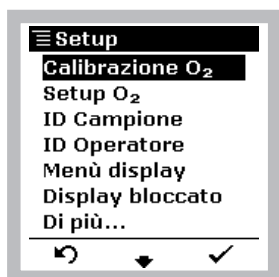 Setup
Calibrazione O₂
Setup O₂
ID Campione
ID Operatore
Menù display
Display bloccato
Di più...